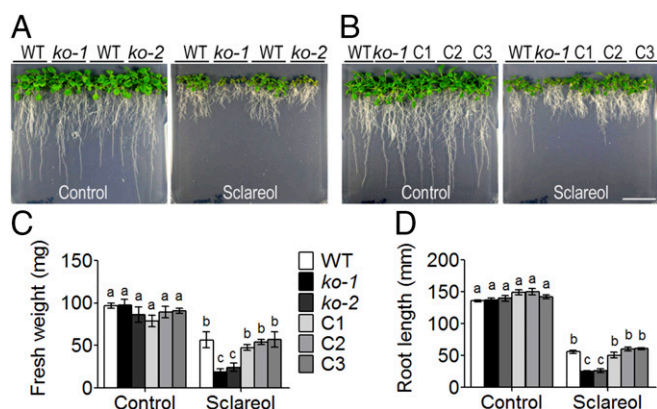 A
WT ko-1 WT ko-2 WT ko-1 WT ko-2
Control Sclareol
B
WT ko-1 C1 C2 C3 WT ko-1 C1 C2 C3
Control Sclareol
C
Fresh weight (mg)
150
100
50
0
a a a a a a
b c c b b b
Control Sclareol
WT
ko-1
ko-2
C1
C2
C3
D
Root length (mm)
200
150
100
50
0
a a a a a a
b c c b b b
Control Sclareol